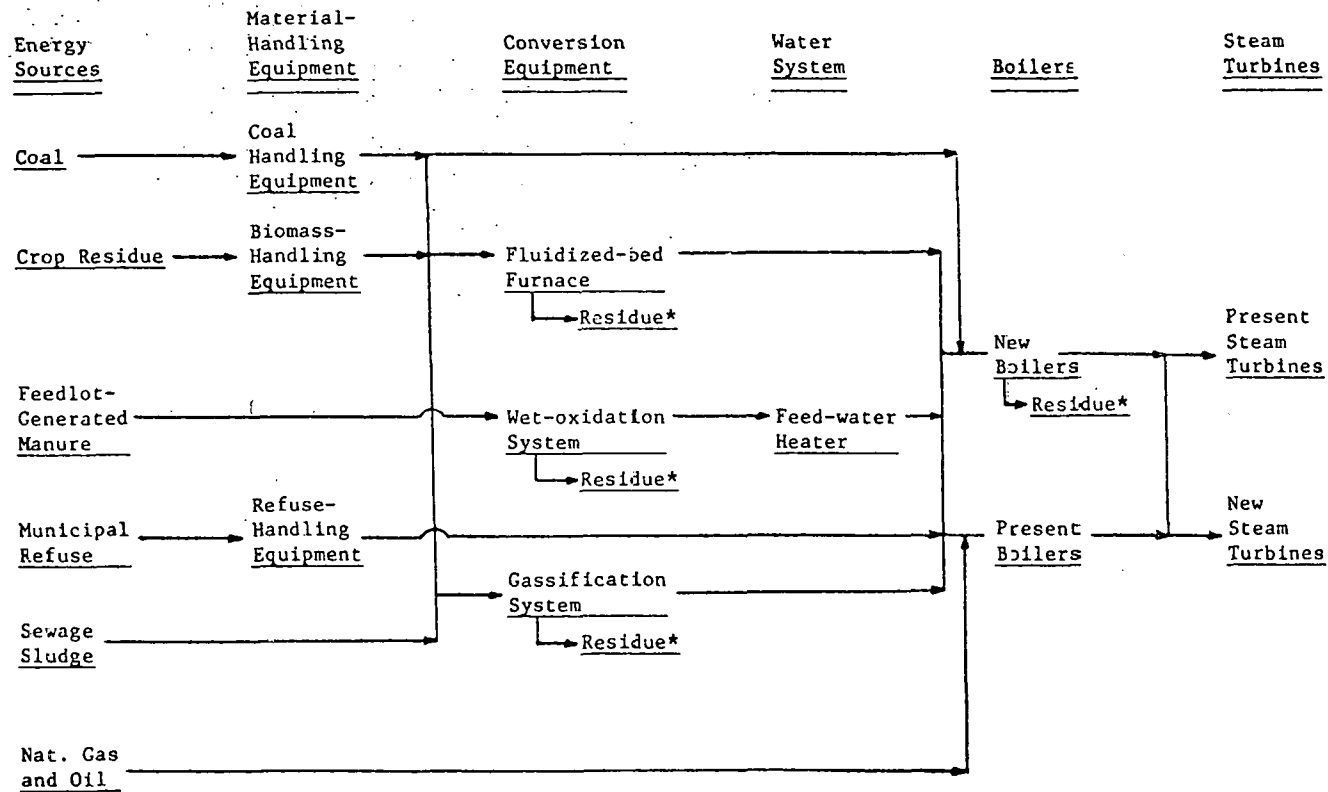 Energy
Sources
Material-
Handling
Equipment
Conversion
Equipment
Water
System
Boilers
Steam
Turbines
Coal
Coal
Handling
Equipment
Crop Residue
Biomass-
Handling
Equipment
Fluidized-bed
Furnace
Residue*
New
Boilers
Residue*
Present
Steam
Turbines
Feedlot-
Generated
Manure
Wet-oxidation
System
Residue*
Feed-water
Heater
Municipal
Refuse
Refuse-
Handling
Equipment
Present
Boilers
New
Steam
Turbines
Gassification
System
Residue*
Sewage
Sludge
Nat. Gas
and Oil